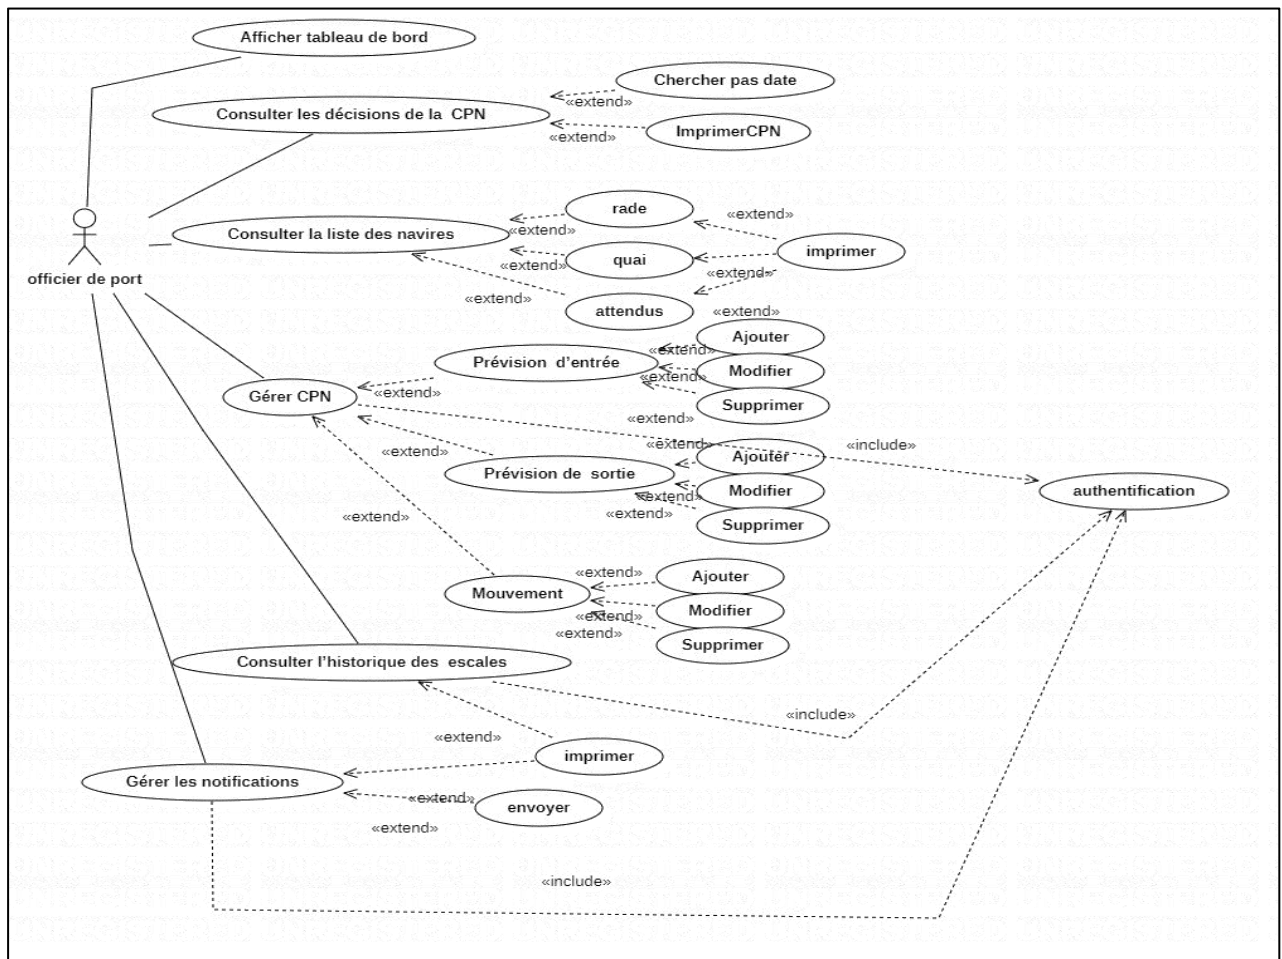 Afficher tableau de bord
Chercher pas date
«extend»
Consulter les décisions de la CPN
ImprimerCPN
«extend»
rade
«extend»
«extend»
Consulter la liste des navires
imprimer
quai
«extend»
«extend»
officier de port
«extend»
attendus
«extend»
Ajouter
«extend»
Prévision d’entrée
Modifier
«extend»
«extend»
Gérer CPN
Supprimer
«extend»
«extend»
«include»
«extend»
Ajouter
Prévision de sortie
Modifier
authentification
«extend»
«extend»
«extend»
Supprimer
«extend»
Ajouter
Mouvement
Modifier
«extend»
«extend»
Supprimer
Consulter l’historique des escales
«include»
«extend»
imprimer
Gérer les notifications
«extend»
envoyer
«extend»
«include»